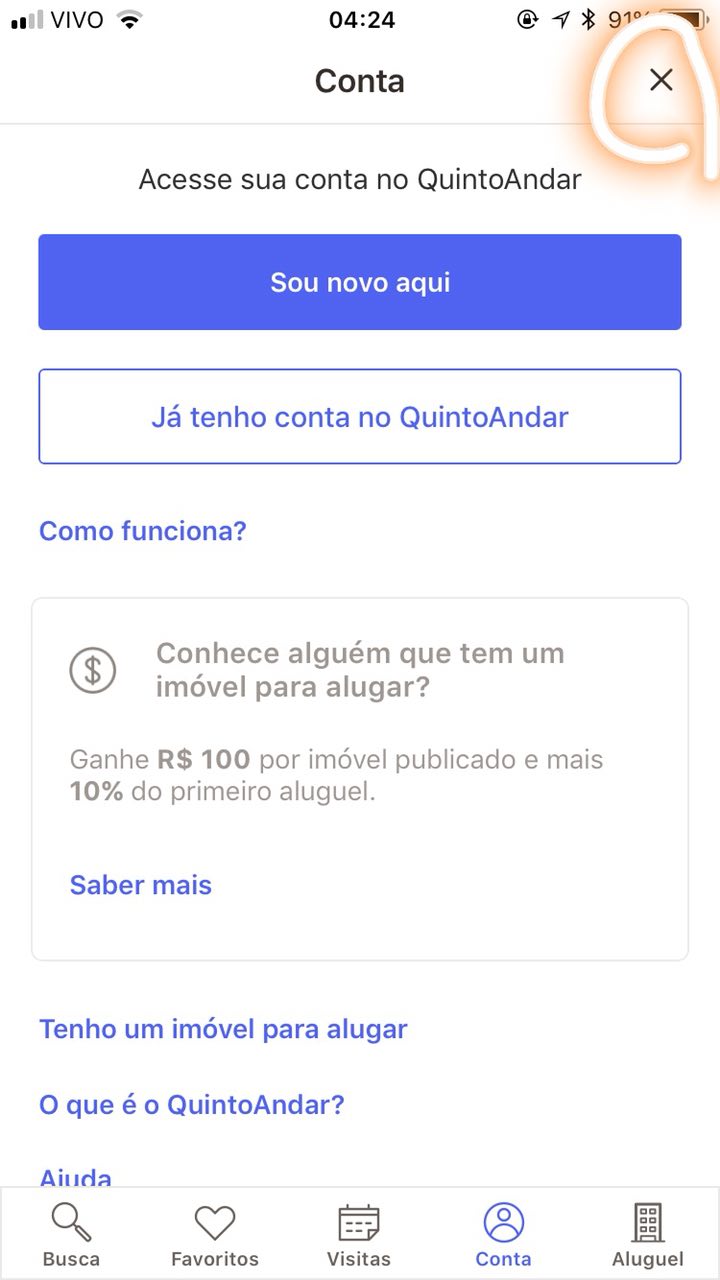 VIVO 04:24 91%
Conta
Acesse sua conta no QuintoAndar
Sou novo aqui
Já tenho conta no QuintoAndar
Como funciona?
Conhece alguém que tem um
imóvel para alugar?
Ganhe R$ 100 por imóvel publicado e mais
10% do primeiro aluguel.
Saber mais
Tenho um imóvel para alugar
O que é o QuintoAndar?
Ajuda
Busca Favoritos Visitas Conta Aluguel